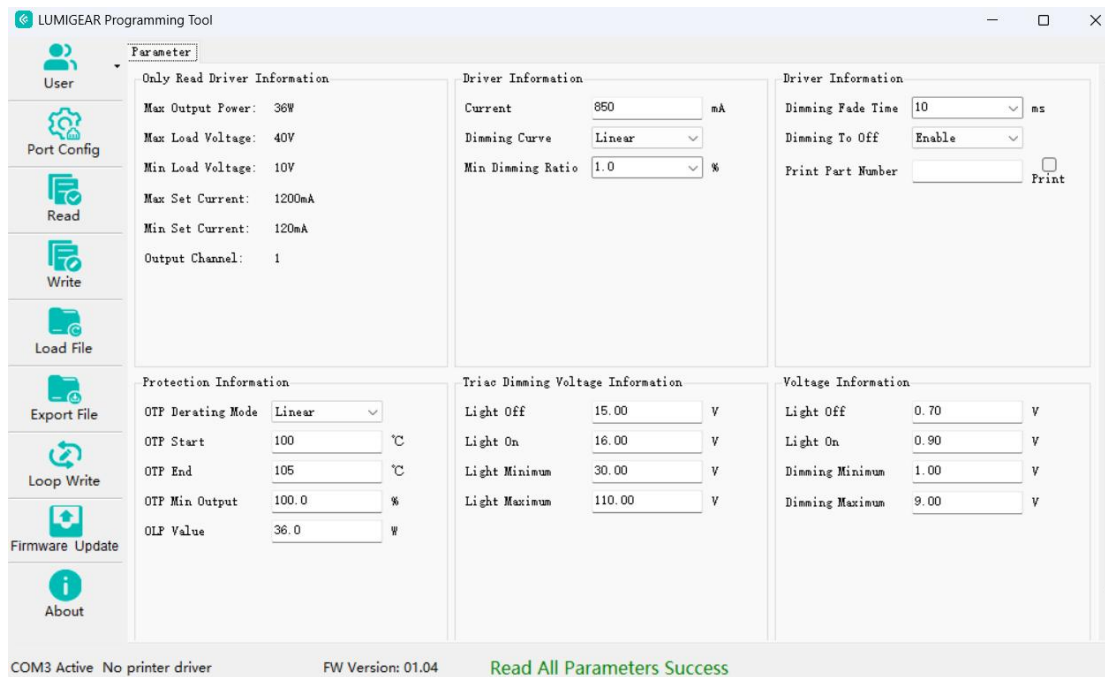 LUMIGEAR Programming Tool
User
Port Config
Read
Write
Load File
Export File
Loop Write
Firmware Update
About
Parameter
Only Read Driver Information
Max Output Power: 36W
Max Load Voltage: 40V
Min Load Voltage: 10V
Max Set Current: 1200mA
Min Set Current: 120mA
Output Channel: 1
Driver Information
Current 850 mA
Dimming Curve Linear
Min Dimming Ratio 1.0 %
Driver Information
Dimming Fade Time 10 ms
Dimming To Off Enable
Print Part Number Print
Protection Information
OTP Derating Mode Linear
OTP Start 100 ℃
OTP End 105 ℃
OTP Min Output 100.0 %
OLP Value 36.0 W
Triac Dimming Voltage Information
Light Off 15.00 V
Light On 16.00 V
Light Minimum 30.00 V
Light Maximum 110.00 V
Voltage Information
Light Off 0.70 V
Light On 0.90 V
Dimming Minimum 1.00 V
Dimming Maximum 9.00 V
COM3 Active No printer driver FW Version: 01.04 Read All Parameters Success